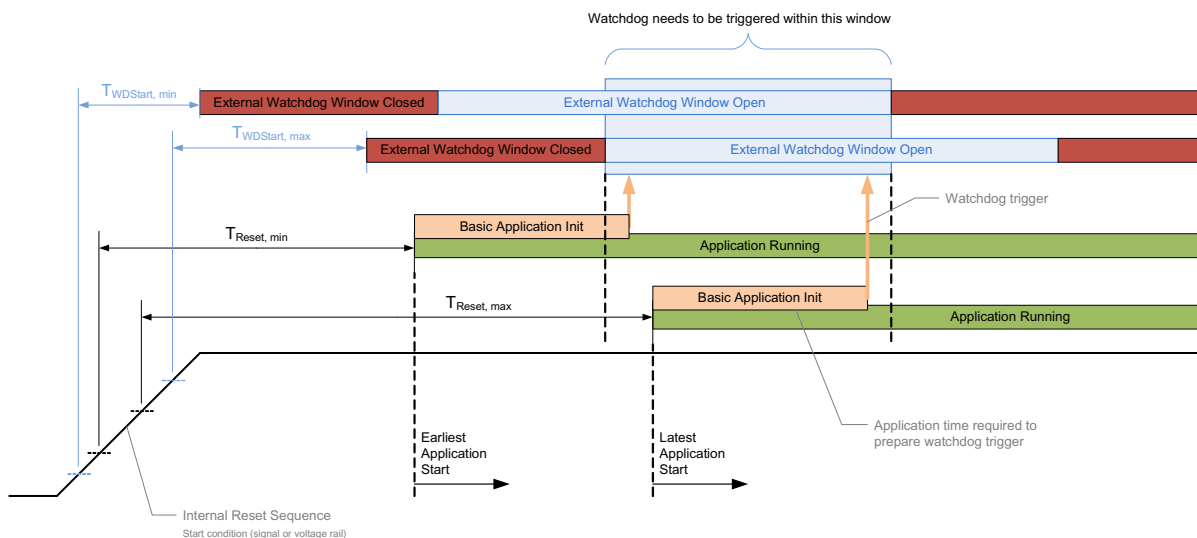 Watchdog needs to be triggered within this window
TWDStart, min
External Watchdog Window Closed
External Watchdog Window Open
TWDStart, max
External Watchdog Window Closed
External Watchdog Window Open
Watchdog trigger
Basic Application Init
TReset, min
Application Running
Basic Application Init
TReset, max
Application Running
Application time required to
prepare watchdog trigger
Earliest
Application
Start
Latest
Application
Start
Internal Reset Sequence
Start condition (signal or voltage rail)